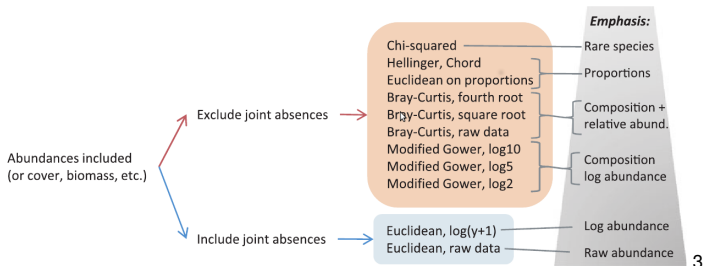 Emphasis:
Chi-squared
Rare species
Hellinger, Chord
Euclidean on proportions
Proportions
Bray-Curtis, fourth root
Bray-Curtis, square root
Bray-Curtis, raw data
Composition +
relative abund.
Modified Gower, log10
Modified Gower, log5
Modified Gower, log2
Composition
log abundance
Exclude joint absences
Abundances included
(or cover, biomass, etc.)
Include joint absences
Euclidean, log(y+1)
Log abundance
Euclidean, raw data
Raw abundance
3